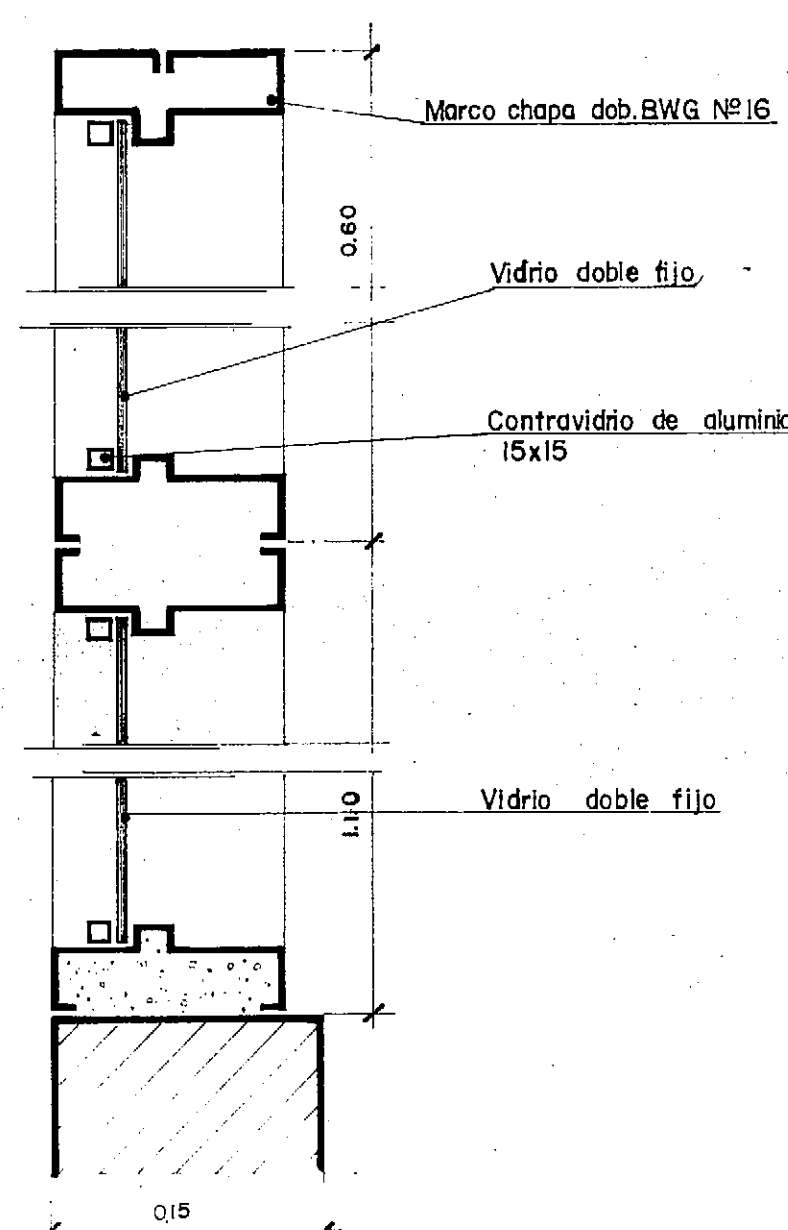 Marco chapa dob. BWG Nº16
0.60
Vidrio doble fijo
Contravidrio de aluminio
15x15
Vidrio doble fijo
1.10
0,15